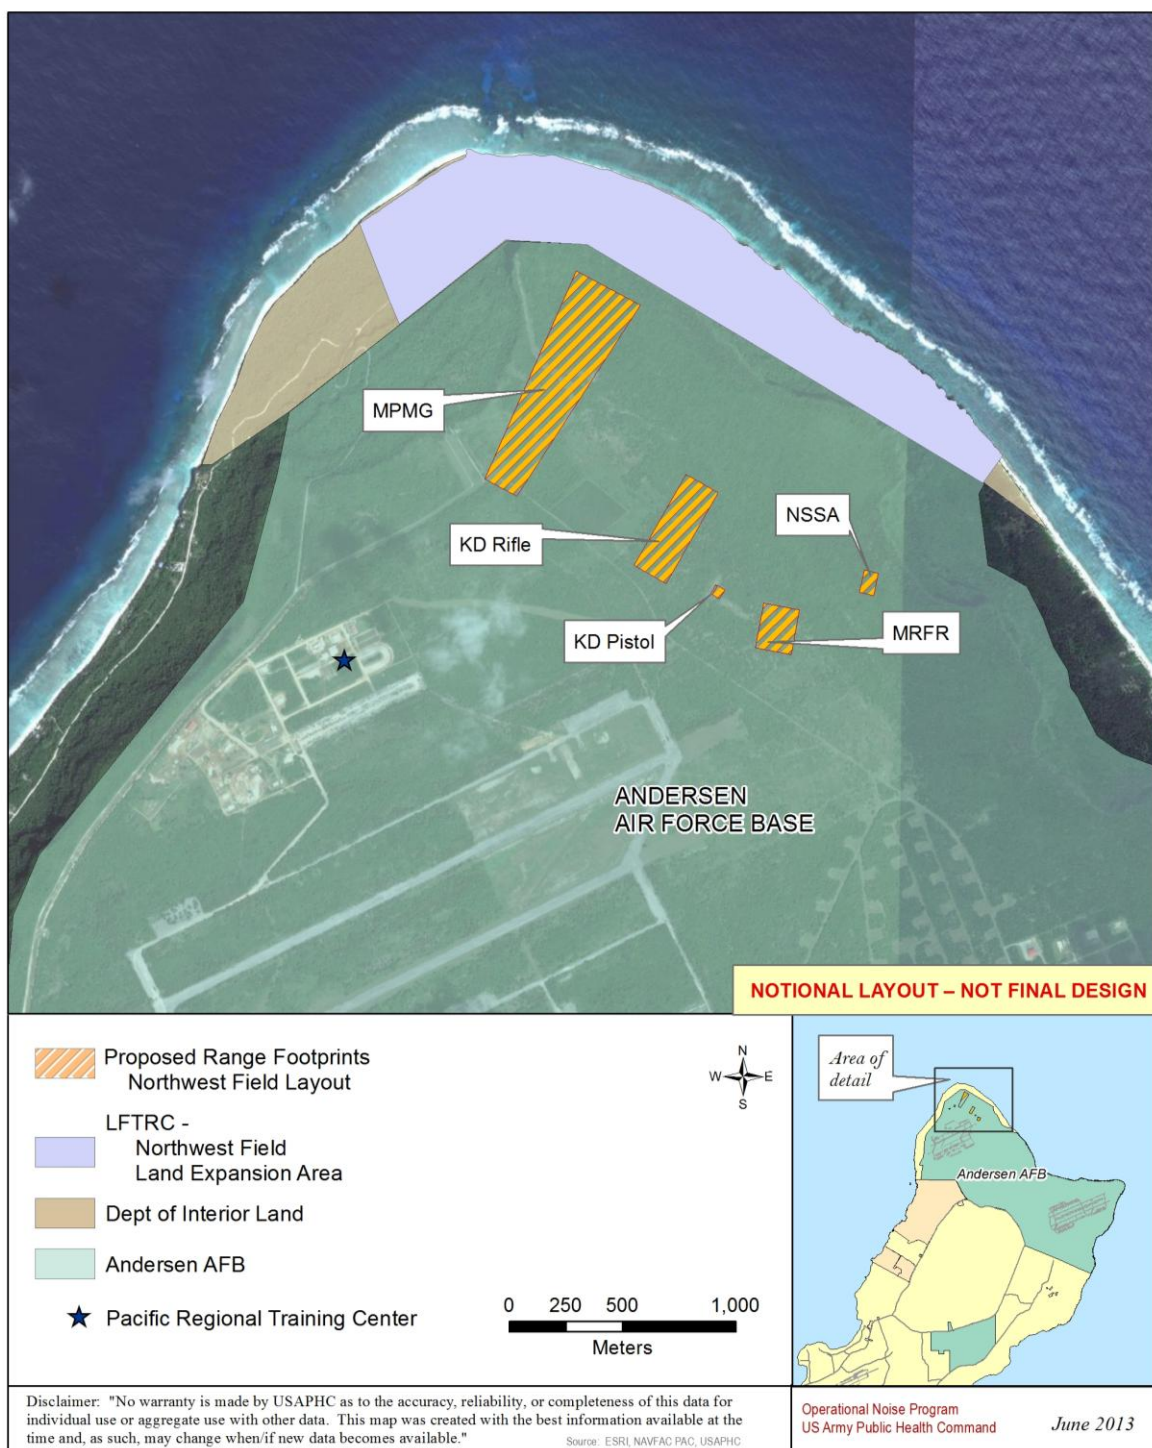 MPMG
KD Rifle
NSSA
KD Pistol
MRFR
ANDERSEN
AIR FORCE BASE
NOTIONAL LAYOUT – NOT FINAL DESIGN
Proposed Range Footprints
Northwest Field Layout
LFTRC -
Northwest Field
Land Expansion Area
Dept of Interior Land
Andersen AFB
Pacific Regional Training Center
N
W E
S
0 250 500 1,000
Meters
Area of
detail
Andersen AFB
Disclaimer: "No warranty is made by USAPHC as to the accuracy, reliability, or completeness of this data for
individual use or aggregate use with other data. This map was created with the best information available at the
time and, as such, may change when/if new data becomes available."
Source: ESRI, NAVFAC PAC, USAPHC
Operational Noise Program
US Army Public Health Command
June 2013